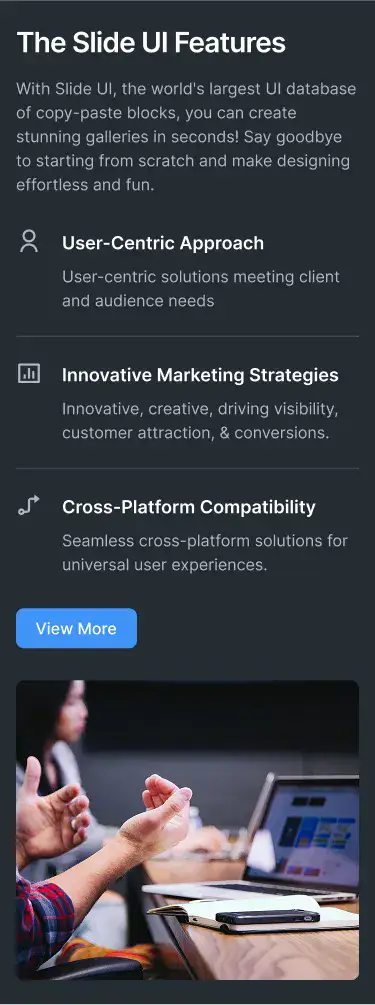 The Slide UI Features
With Slide UI, the world's largest UI database
of copy-paste blocks, you can create
stunning galleries in seconds! Say goodbye
to starting from scratch and make designing
effortless and fun.
User-Centric Approach
User-centric solutions meeting client
and audience needs
Innovative Marketing Strategies
Innovative, creative, driving visibility,
customer attraction, & conversions.
Cross-Platform Compatibility
Seamless cross-platform solutions for
universal user experiences.
View More